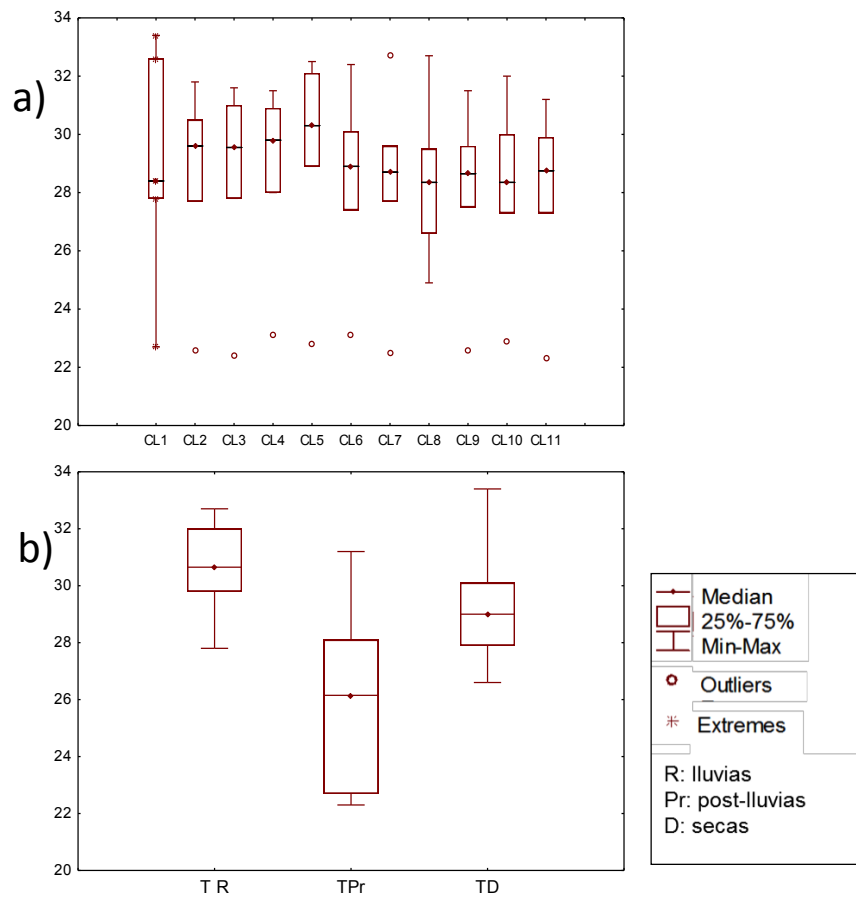 a)
34
32
30
28
26
24
22
20
CL1 CL2 CL3 CL4 CL5 CL6 CL7 CL8 CL9 CL10 CL11
b)
34
32
30
28
26
24
22
20
T R TPr TD
Median
25%-75%
Min-Max
Outliers
Extremes
R: lluvias
Pr: post-lluvias
D: secas